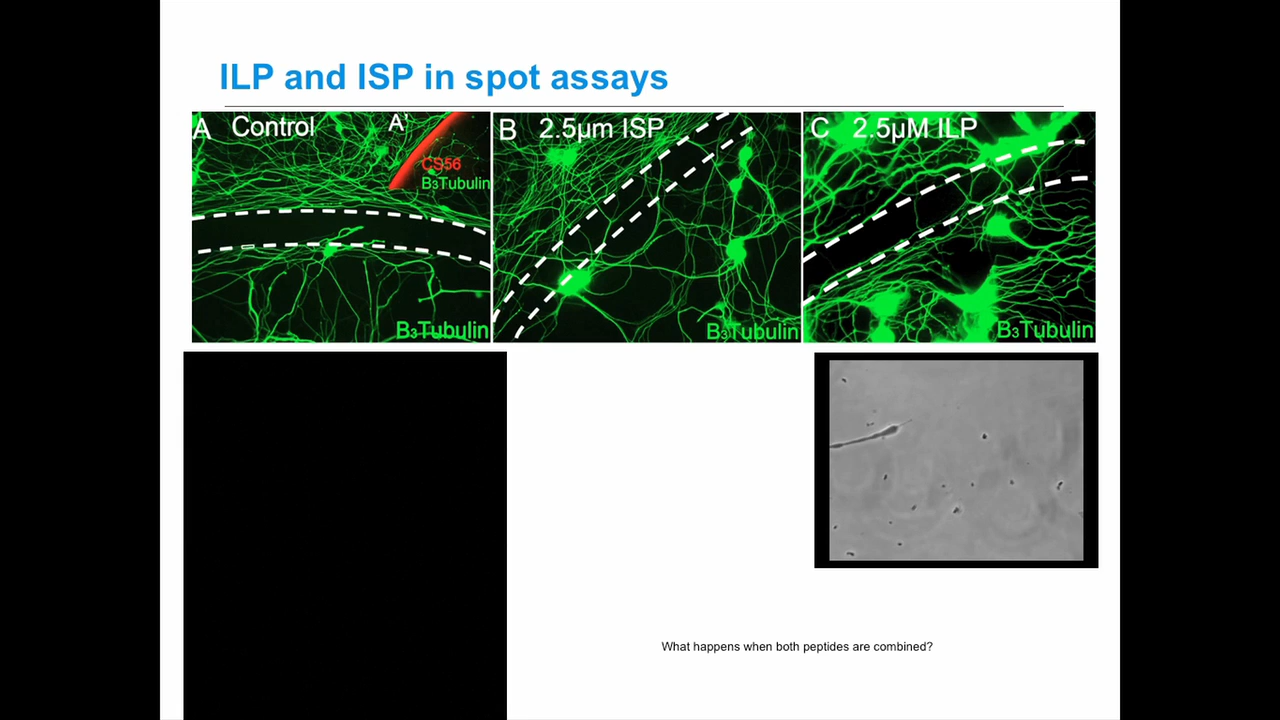 ILP and ISP in spot assays
A Control A'
CS56
B₃Tubulin
B₃Tubulin
B 2.5μm ISP
B₃Tubulin
C 2.5μM ILP
B₃Tubulin
What happens when both peptides are combined?